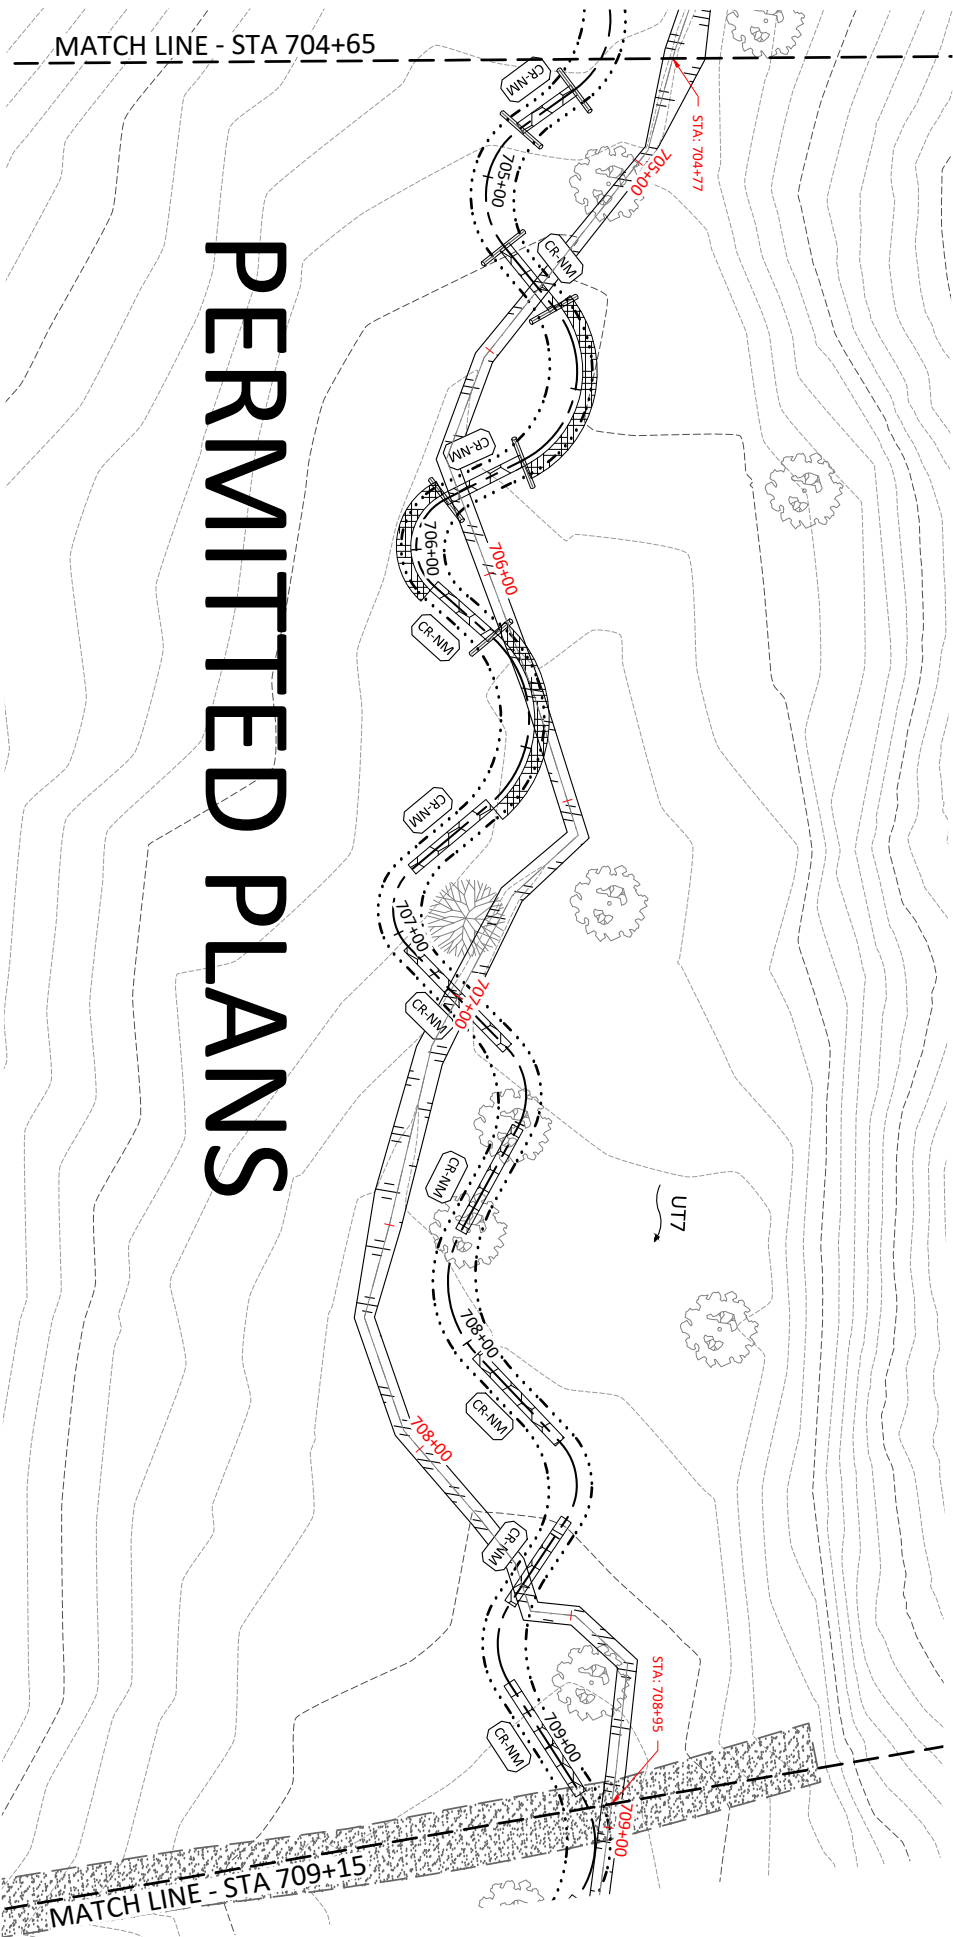 MATCH LINE - STA 704+65
CR-NM
STA: 704+77
705+00
705+00
CR-NM
PERMITTED PLANS
CR-NM
706+00
706+00
CR-NM
CR-NM
707+00
707+00
CR-NM
CR-NM
UT7
708+00
CR-NM
708+00
CR-NM
STA: 708+95
709+00
CR-NM
709+00
MATCH LINE - STA 709+15